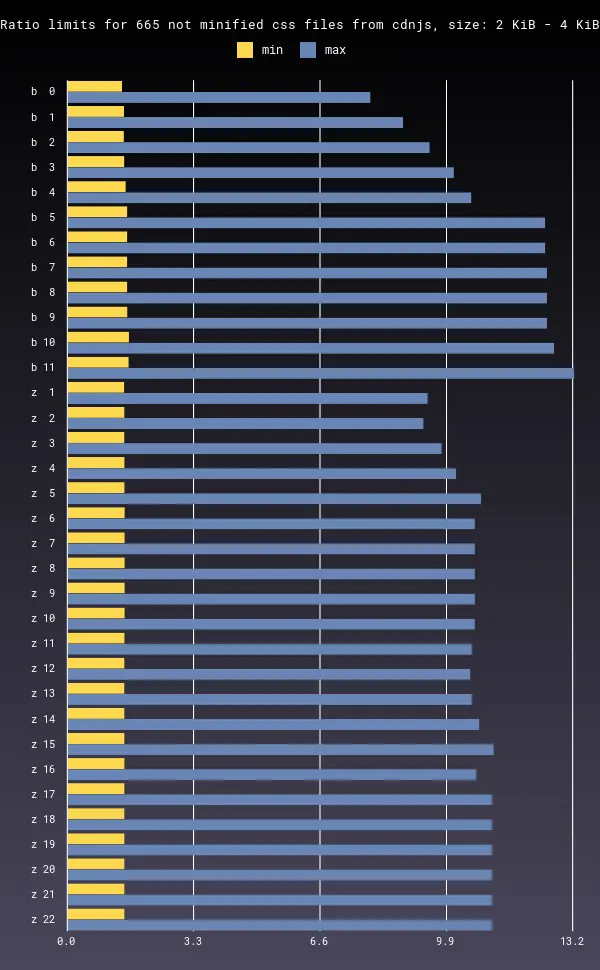 Ratio limits for 665 not minified css files from cdnjs, size: 2 KiB - 4 KiB
min max
b 0
b 1
b 2
b 3
b 4
b 5
b 6
b 7
b 8
b 9
b 10
b 11
z 1
z 2
z 3
z 4
z 5
z 6
z 7
z 8
z 9
z 10
z 11
z 12
z 13
z 14
z 15
z 16
z 17
z 18
z 19
z 20
z 21
z 22
0.0 3.3 6.6 9.9 13.2